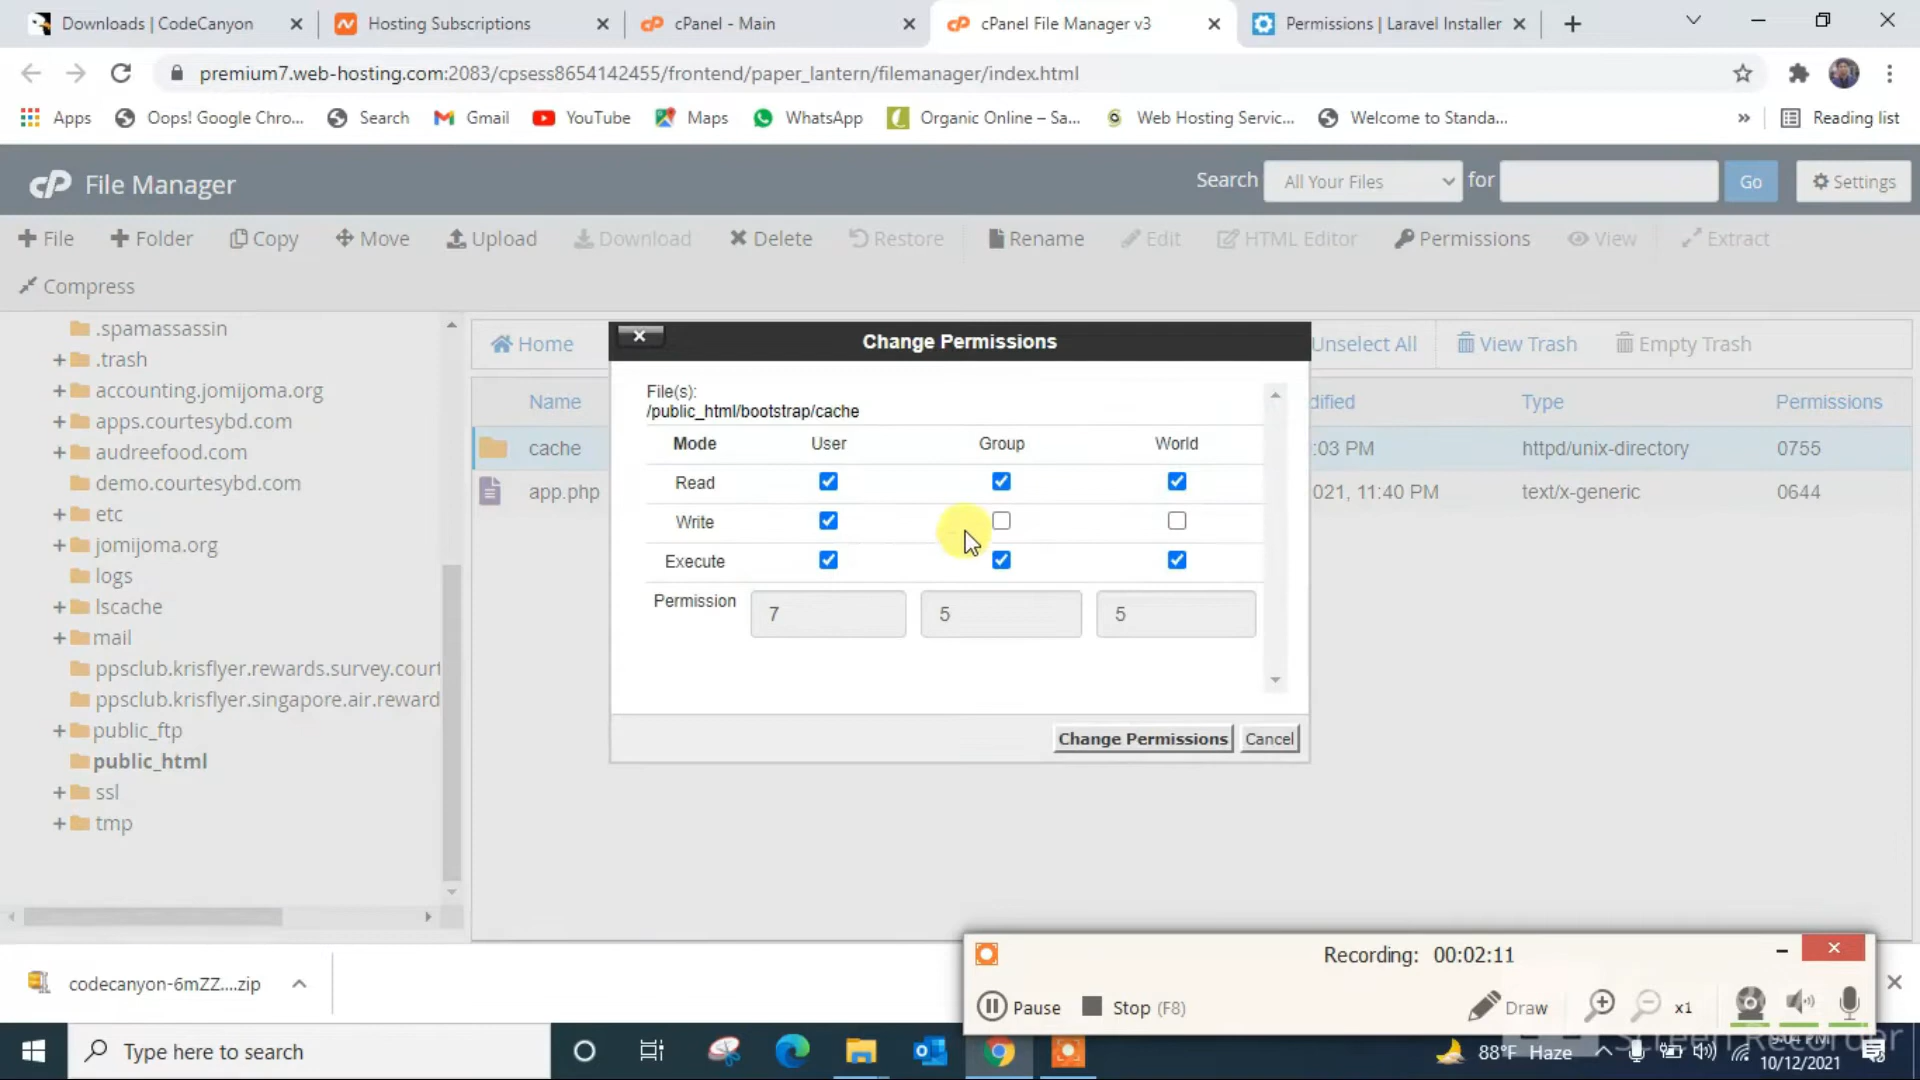 Downloads | CodeCanyon
Hosting Subscriptions
cPanel - Main
cPanel File Manager v3
Permissions | Laravel Installer
premium7.web-hosting.com:2083/cpsess8654142455/frontend/paper_lantern/filemanager/index.html
Apps
Oops! Google Chro...
Search
Gmail
YouTube
Maps
WhatsApp
Organic Online – Sa...
Web Hosting Servic...
Welcome to Standa...
»
Reading list
cP File Manager
Search
All Your Files
for
Go
Settings
File
Folder
Copy
Move
Upload
Download
Delete
Restore
Rename
Edit
HTML Editor
Permissions
View
Extract
Compress
.spamassassin
+ .trash
+ accounting.jomijoma.org
+ apps.courtesybd.com
+ audreefood.com
demo.courtesybd.com
+ etc
+ jomijoma.org
logs
+ lscache
+ mail
ppsclub.krisflyer.rewards.survey.court
ppsclub.krisflyer.singapore.air.reward
+ public_ftp
public_html
+ ssl
+ tmp
Home
Unselect All
View Trash
Empty Trash
Name
dified
Type
Permissions
cache
:03 PM
httpd/unix-directory
0755
app.php
021, 11:40 PM
text/x-generic
0644
Change Permissions
File(s):
/public_html/bootstrap/cache
Mode User Group World
Read
Write
Execute
Permission 7 5 5
Change Permissions
Cancel
codecanyon-6mZZ....zip
Recording: 00:02:11
Pause
Stop (F8)
Draw
x1
Type here to search
88°F Haze
10/12/2021